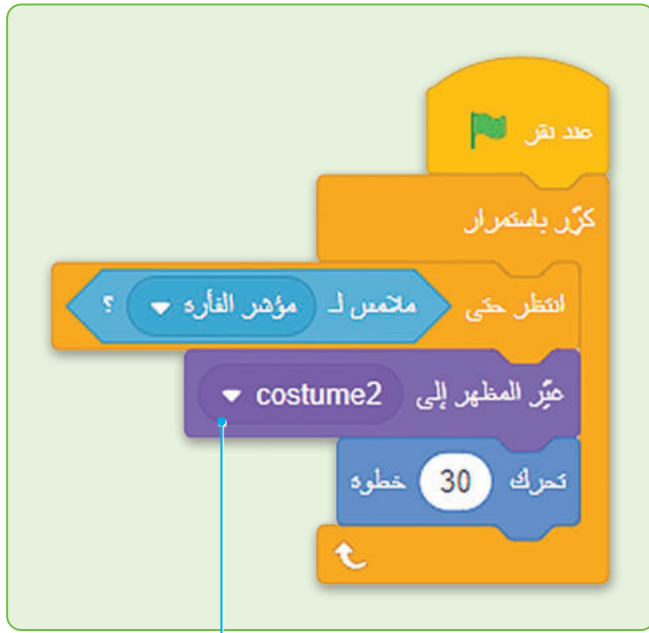 عند نقر
كرّر باستمرار
انتظر حتى ملامس لـ مؤشر الفأرة ؟
غيّر المظهر إلى costume2
تحرك 30 خطوة